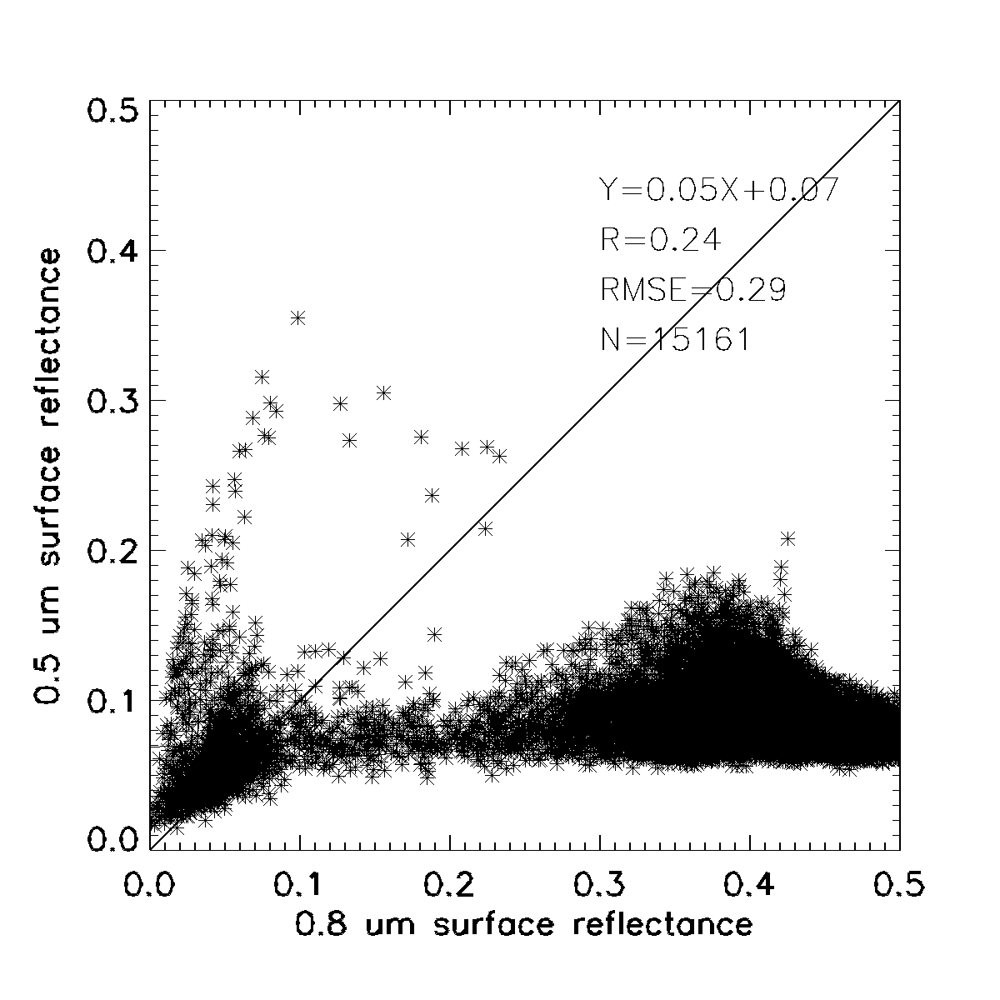 0.5
Y=0.05X+0.07
R=0.24
0.4
RMSE=0.29
N=15161
0.3
0.2
0.1
0.0
0.5 um surface reflectance
0.0 0.1 0.2 0.3 0.4 0.5
0.8 um surface reflectance